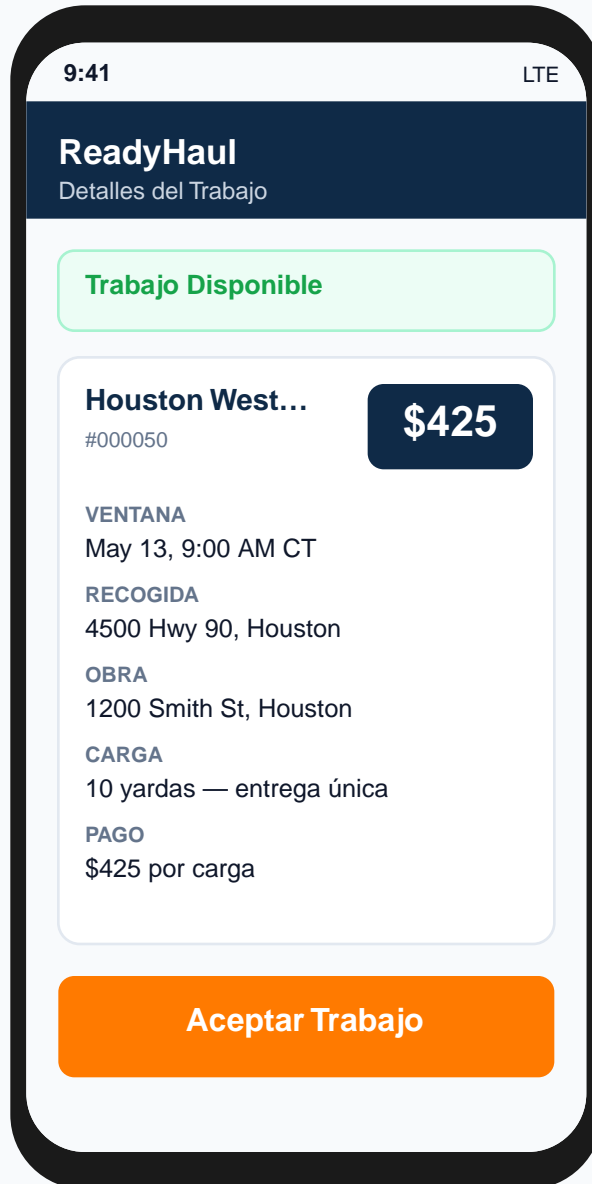 9:41 LTE
ReadyHaul
Detalles del Trabajo
Trabajo Disponible
Houston West…
$425
#000050
VENTANA
May 13, 9:00 AM CT
RECOGIDA
4500 Hwy 90, Houston
OBRA
1200 Smith St, Houston
CARGA
10 yardas — entrega única
PAGO
$425 por carga
Aceptar Trabajo